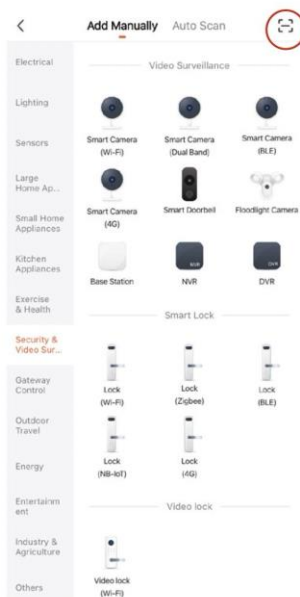 Add Manually Auto Scan
Electrical
Lighting
Sensors
Large
Home Ap...
Small Home
Appliances
Kitchen
Appliances
Exercise
& Health
Security &
Video Sur...
Gateway
Control
Outdoor
Travel
Energy
Entertainm
ent
Industry &
Agriculture
Others
Video Surveillance
Smart Camera
(Wi-Fi)
Smart Camera
(Dual Band)
Smart Camera
(BLE)
Smart Camera
(4G)
Smart Doorbell
Floodlight Camera
Base Station
NVR
NVR
DVR
DVR
Smart Lock
Lock
(Wi-Fi)
Lock
(Zigbee)
Lock
(BLE)
Lock
(NB-IoT)
Lock
(4G)
Video lock
Video lock
(Wi-Fi)